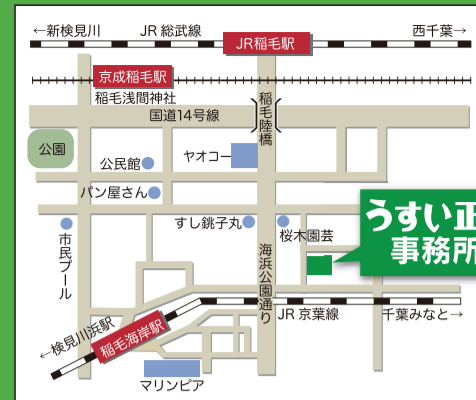 ←新検見川
JR 総武線
西千葉→
JR稲毛駅
京成稲毛駅
稲毛浅間神社
国道14号線
稲毛陸橋
公園
公民館
ヤオコー
パン屋さん
市民プール
すし銚子丸
桜木園芸
うすい正
事務所
海浜公園通り
←検見川浜駅
稲毛海岸駅
JR 京葉線
千葉みなと→
マリンピア